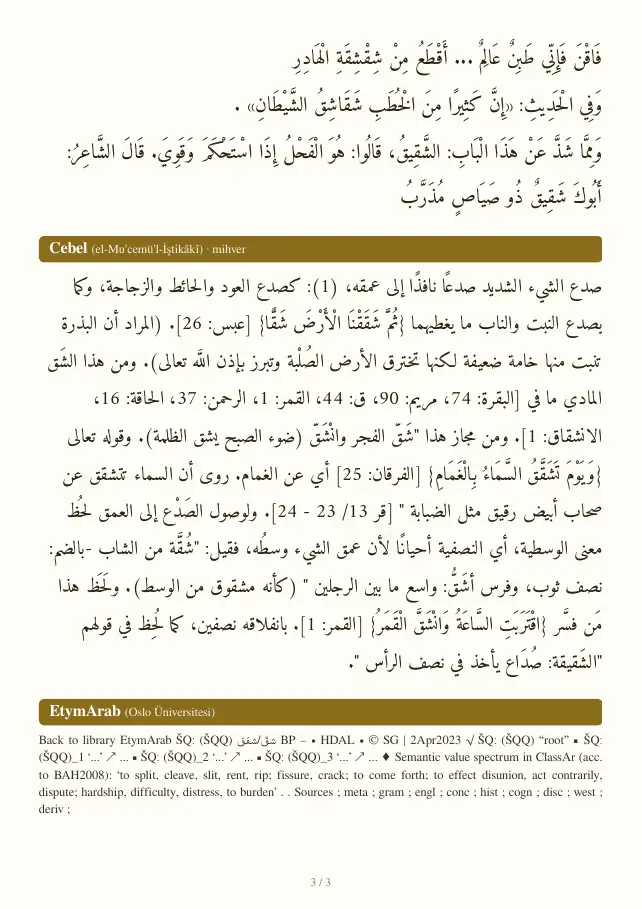 فَاقْنَ فَإِنِّي طَبِنٌ عَالِمٌ ... أَقْطَعُ مِنْ شِقْشِقَةِ الْهَادِرِ
وَفِي الْحَدِيثِ: «إِنَّ كَثِيرًا مِنَ الْخُطَبِ شَقَاشِقُ الشَّيْطَانِ» .
وَمِمَّا شَذَّ عَنْ هَذَا الْبَابِ: الشَّقِيقُ، قَالُوا: هُوَ الْفَحْلُ إِذَا اسْتَحْكَمَ وَقَوِيَ. قَالَ الشَّاعِرُ:
أَبُوكَ شَقِيقٌ ذُو صَيَاصٍ مُذَرَّبُ
Cebel (el-Mu'cemü'l-İştikâkî) · mihver
صدع الشيء الشديد صدعًا نافذًا إلى عمقه، (1): كصدع العود والحائط والزجاجة، وكما
يصدع النبت والناب ما يغطيهما {ثُمَّ شَقَقْنَا الْأَرْضَ شَقًّا} [عبس: 26]. (المراد أن البذرة
تنبت منها خامة ضعيفة لكنها تخترق الأرض الصُلْبة وتبرز بإذن اللَّه تعالى). ومن هذا الشَق
المادي ما في [البقرة: 74، مريم: 90، ق: 44، القمر: 1، الرحمن: 37، الحاقة: 16،
الانشقاق: 1]. ومن مجاز هذا "شَقّ الفجر وانْشَقّ (ضوء الصبح يشق الظلمة). وقوله تعالى
{وَيَوْمَ تَشَقَّقُ السَّمَاءُ بِالْغَمَامِ} [الفرقان: 25] أي عن الغمام. روى أن السماء تتشقق عن
صحاب أبيض رقيق مثل الضبابة " [قر 13/ 23 - 24]. ولوصول الصَدْع إلى العمق لحُظ
معنى الوسطية، أي النصفية أحيانًا لأن عمق الشيء وسطُه، فقيل: "شُقَّة من الشاب -بالضم:
نصف ثوب، وفرس أَشَقُّ: واسع ما بين الرجلين " (كأنه مشقوق من الوسط). ولَحَظ هذا
مَن فسَّر {اقْتَرَبَتِ السَّاعَةُ وَانْشَقَّ الْقَمَرُ} [القمر: 1]. بانفلاقه نصفين، كما لُحِظ في قولهم
"الشَقيقة: صُدَاع يأخذ في نصف الرأس ".
EtymArab (Oslo Üniversitesi)
Back to library EtymArab ŠQ: (ŠQQ) شقّ/شقق BP – • HDAL • © SG | 2Apr2023 √ ŠQ: (ŠQQ) “root” ▪ ŠQ:
(ŠQQ)_1 ‘...’ ↗ ... ▪ ŠQ: (ŠQQ)_2 ‘...’ ↗ ... ▪ ŠQ: (ŠQQ)_3 ‘...’ ↗ ... ♦ Semantic value spectrum in ClassAr (acc.
to BAH2008): ‘to split, cleave, slit, rent, rip; fissure, crack; to come forth; to effect disunion, act contrarily,
dispute; hardship, difficulty, distress, to burden’ . . Sources ; meta ; gram ; engl ; conc ; hist ; cogn ; disc ; west ;
deriv ;
3 / 3